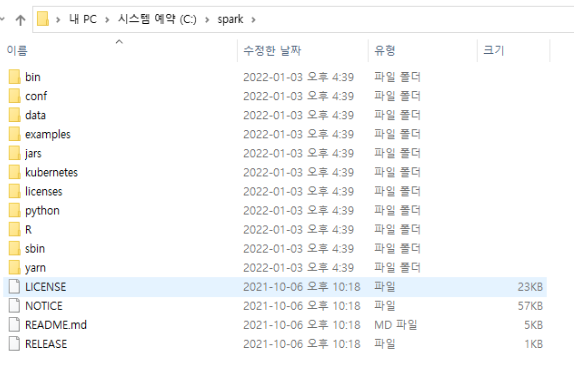 내 PC > 시스템 예약 (C:) > spark >
이름 수정한 날짜 유형 크기
bin 2022-01-03 오후 4:39 파일 폴더
conf 2022-01-03 오후 4:39 파일 폴더
data 2022-01-03 오후 4:39 파일 폴더
examples 2022-01-03 오후 4:39 파일 폴더
jars 2022-01-03 오후 4:39 파일 폴더
kubernetes 2022-01-03 오후 4:39 파일 폴더
licenses 2022-01-03 오후 4:39 파일 폴더
python 2022-01-03 오후 4:39 파일 폴더
R 2022-01-03 오후 4:39 파일 폴더
sbin 2022-01-03 오후 4:39 파일 폴더
yarn 2022-01-03 오후 4:39 파일 폴더
LICENSE 2021-10-06 오후 10:18 파일 23KB
NOTICE 2021-10-06 오후 10:18 파일 57KB
README.md 2021-10-06 오후 10:18 MD 파일 5KB
RELEASE 2021-10-06 오후 10:18 파일 1KB